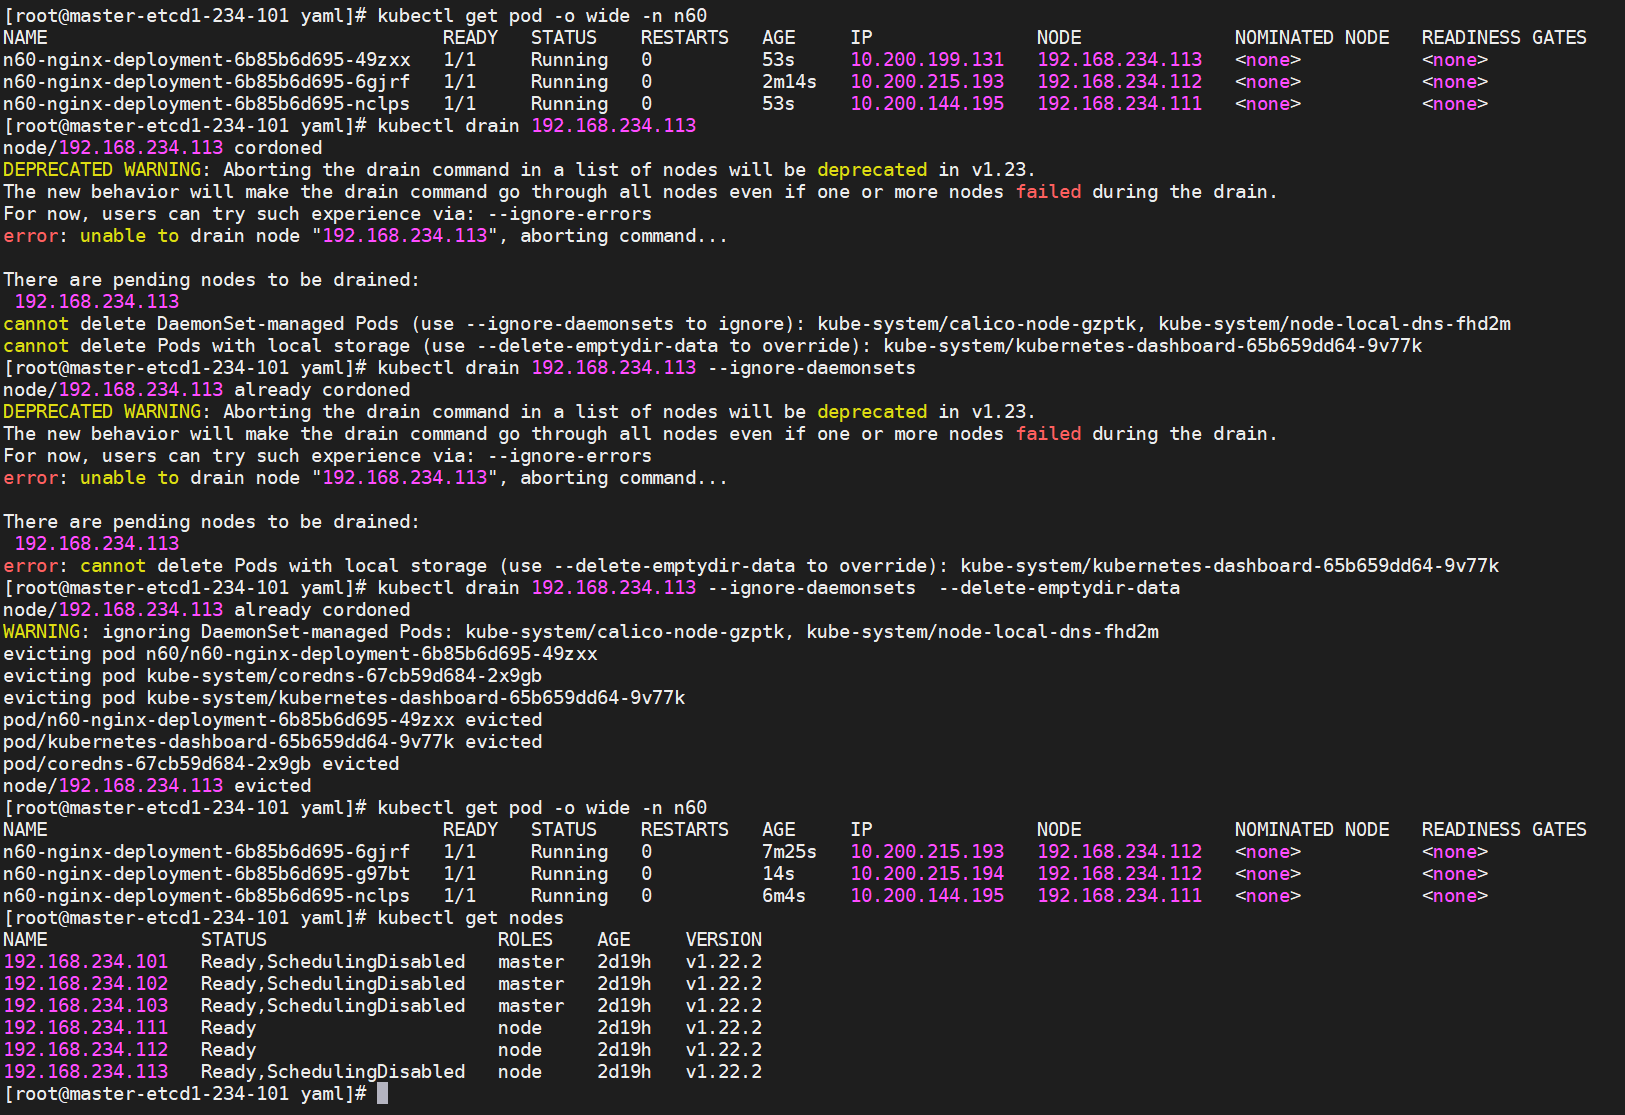 [root@master-etcd1-234-101 yaml]# kubectl get pod -o wide -n n60
NAME                                    READY   STATUS    RESTARTS   AGE     IP               NODE              NOMINATED NODE   READINESS GATES
n60-nginx-deployment-6b85b6d695-49zxx   1/1     Running   0          53s     10.200.199.131   192.168.234.113   <none>           <none>
n60-nginx-deployment-6b85b6d695-6gjrf   1/1     Running   0          2m14s   10.200.215.193   192.168.234.112   <none>           <none>
n60-nginx-deployment-6b85b6d695-nclps   1/1     Running   0          53s     10.200.144.195   192.168.234.111   <none>           <none>
[root@master-etcd1-234-101 yaml]# kubectl drain 192.168.234.113
node/192.168.234.113 cordoned
DEPRECATED WARNING: Aborting the drain command in a list of nodes will be deprecated in v1.23.
The new behavior will make the drain command go through all nodes even if one or more nodes failed during the drain.
For now, users can try such experience via: --ignore-errors
error: unable to drain node "192.168.234.113", aborting command...

There are pending nodes to be drained:
 192.168.234.113
cannot delete DaemonSet-managed Pods (use --ignore-daemonsets to ignore): kube-system/calico-node-gzptk, kube-system/node-local-dns-fhd2m
cannot delete Pods with local storage (use --delete-emptydir-data to override): kube-system/kubernetes-dashboard-65b659dd64-9v77k
[root@master-etcd1-234-101 yaml]# kubectl drain 192.168.234.113 --ignore-daemonsets
node/192.168.234.113 already cordoned
DEPRECATED WARNING: Aborting the drain command in a list of nodes will be deprecated in v1.23.
The new behavior will make the drain command go through all nodes even if one or more nodes failed during the drain.
For now, users can try such experience via: --ignore-errors
error: unable to drain node "192.168.234.113", aborting command...

There are pending nodes to be drained:
 192.168.234.113
error: cannot delete Pods with local storage (use --delete-emptydir-data to override): kube-system/kubernetes-dashboard-65b659dd64-9v77k
[root@master-etcd1-234-101 yaml]# kubectl drain 192.168.234.113 --ignore-daemonsets  --delete-emptydir-data
node/192.168.234.113 already cordoned
WARNING: ignoring DaemonSet-managed Pods: kube-system/calico-node-gzptk, kube-system/node-local-dns-fhd2m
evicting pod n60/n60-nginx-deployment-6b85b6d695-49zxx
evicting pod kube-system/coredns-67cb59d684-2x9gb
evicting pod kube-system/kubernetes-dashboard-65b659dd64-9v77k
pod/n60-nginx-deployment-6b85b6d695-49zxx evicted
pod/kubernetes-dashboard-65b659dd64-9v77k evicted
pod/coredns-67cb59d684-2x9gb evicted
node/192.168.234.113 evicted
[root@master-etcd1-234-101 yaml]# kubectl get pod -o wide -n n60
NAME                                    READY   STATUS    RESTARTS   AGE     IP               NODE              NOMINATED NODE   READINESS GATES
n60-nginx-deployment-6b85b6d695-6gjrf   1/1     Running   0          7m25s   10.200.215.193   192.168.234.112   <none>           <none>
n60-nginx-deployment-6b85b6d695-g97bt   1/1     Running   0          14s     10.200.215.194   192.168.234.112   <none>           <none>
n60-nginx-deployment-6b85b6d695-nclps   1/1     Running   0          6m4s    10.200.144.195   192.168.234.111   <none>           <none>
[root@master-etcd1-234-101 yaml]# kubectl get nodes
NAME              STATUS                     ROLES    AGE     VERSION
192.168.234.101   Ready,SchedulingDisabled   master   2d19h   v1.22.2
192.168.234.102   Ready,SchedulingDisabled   master   2d19h   v1.22.2
192.168.234.103   Ready,SchedulingDisabled   master   2d19h   v1.22.2
192.168.234.111   Ready                      node     2d19h   v1.22.2
192.168.234.112   Ready                      node     2d19h   v1.22.2
192.168.234.113   Ready,SchedulingDisabled   node     2d19h   v1.22.2
[root@master-etcd1-234-101 yaml]#